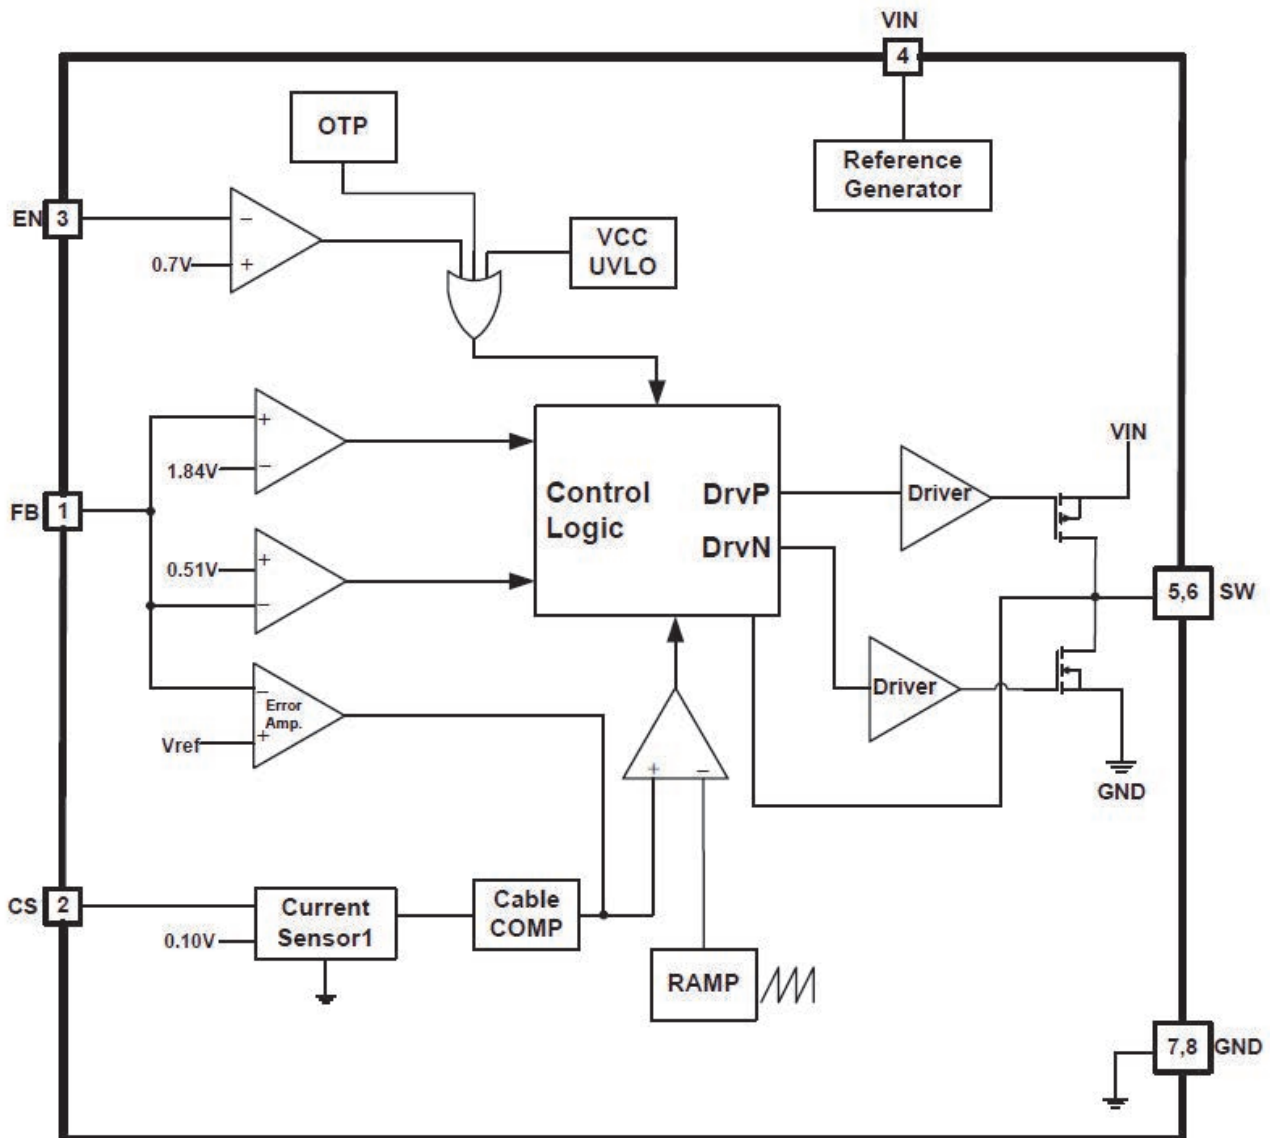 VIN
4
OTP
Reference
Generator
EN 3
−
0.7V +
VCC
UVLO
+
1.84V −
FB 1
Control
Logic
DrvP
DrvN
Driver
VIN
0.51V +
−
5,6 SW
Driver
−
Error
Amp.
Vref +
+ −
GND
CS 2
Current
Sensor1
0.10V
Cable
COMP
RAMP
7,8 GND